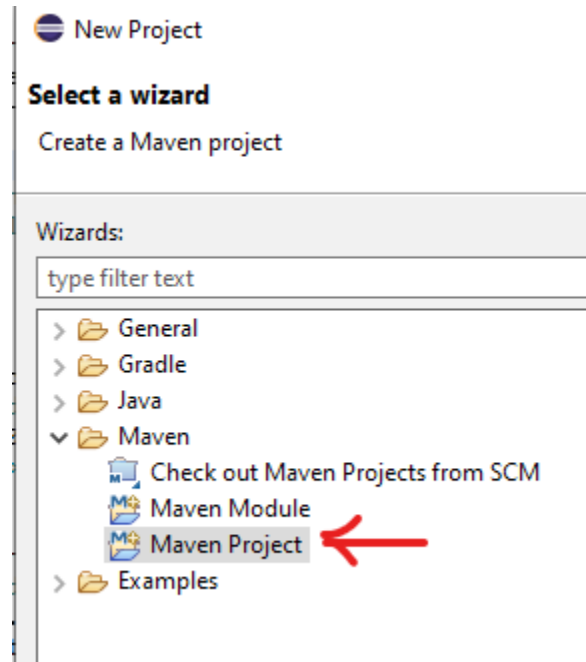 New Project
Select a wizard
Create a Maven project
Wizards:
type filter text
General
Gradle
Java
Maven
Check out Maven Projects from SCM
Maven Module
Maven Project
Examples